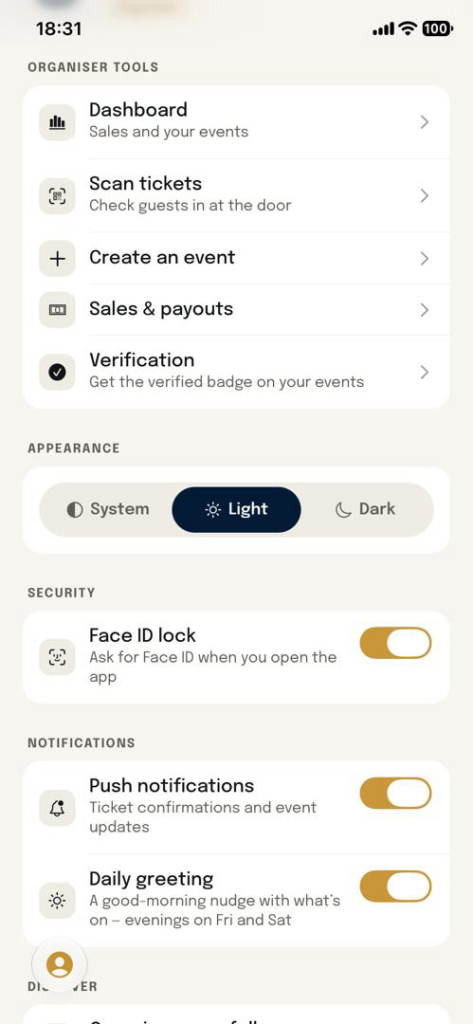 18:31
100
ORGANISER TOOLS
Dashboard
Sales and your events
Scan tickets
Check guests in at the door
Create an event
Sales & payouts
Verification
Get the verified badge on your events
APPEARANCE
System
Light
Dark
SECURITY
Face ID lock
Ask for Face ID when you open the
app
NOTIFICATIONS
Push notifications
Ticket confirmations and event
updates
Daily greeting
A good-morning nudge with what's
on – evenings on Fri and Sat